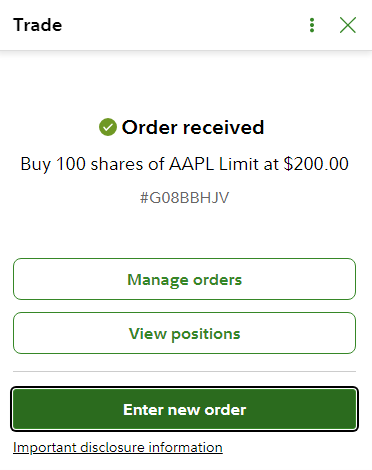 Trade
Order received
Buy 100 shares of AAPL Limit at $200.00
#G08BBHJV
Manage orders
View positions
Enter new order
Important disclosure information